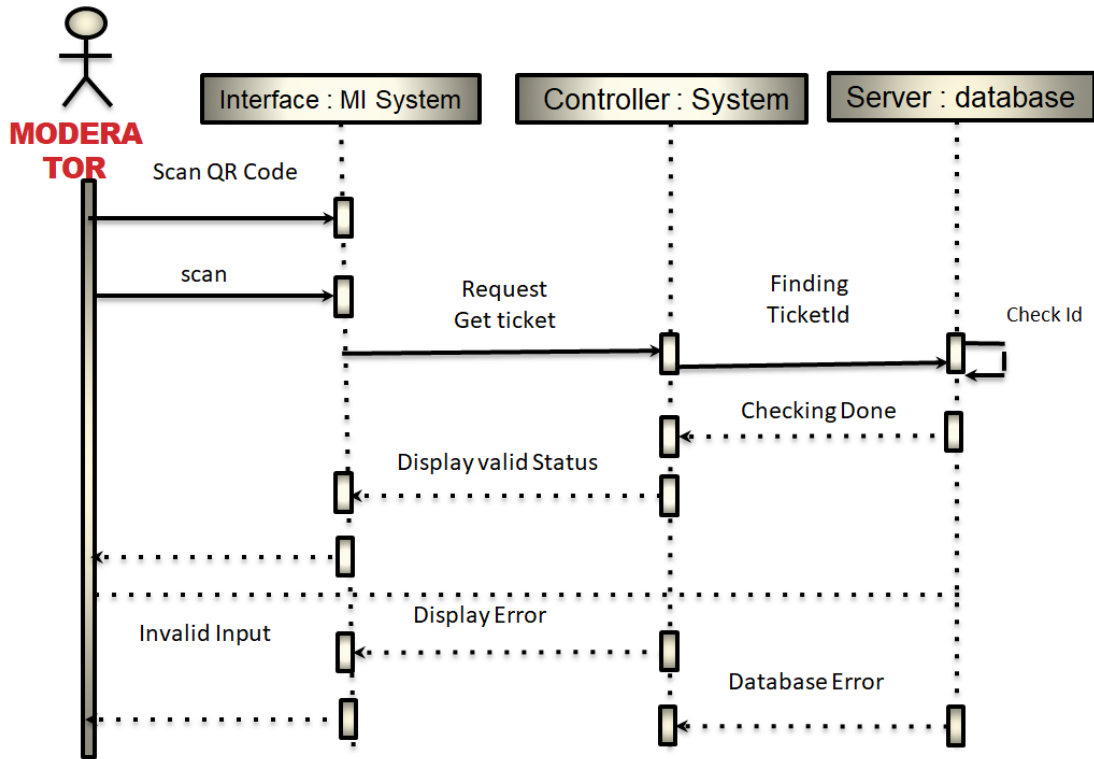 Interface : MI System
Controller : System
Server : database
MODERA
TOR
Scan QR Code
scan
Request
Get ticket
Finding
TicketId
Check Id
Checking Done
Display valid Status
Display Error
Invalid Input
Database Error